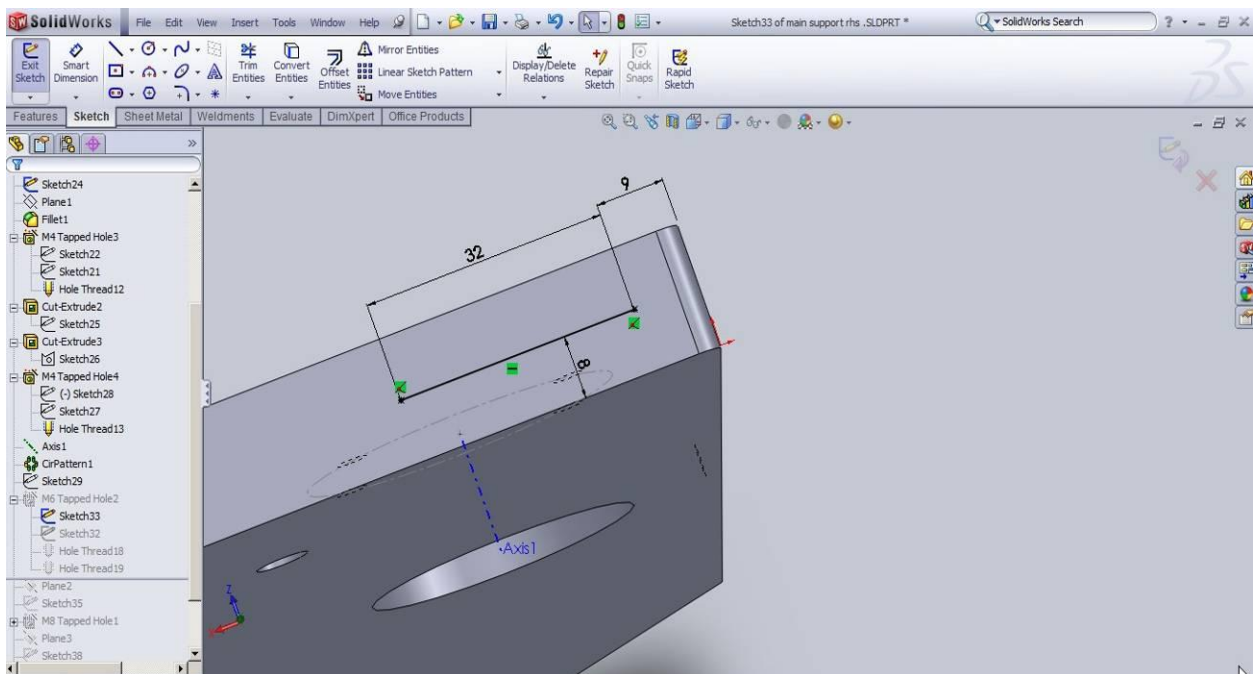 SolidWorks File Edit View Insert Tools Window Help Sketch33 of main support rhs .SLDPRT * SolidWorks Search ?
Exit Sketch
Smart Dimension
Trim Entities
Convert Entities
Offset Entities
Mirror Entities
Linear Sketch Pattern
Move Entities
Display/Delete Relations
Repair Sketch
Quick Snaps
Rapid Sketch
Features Sketch Sheet Metal Weldments Evaluate DimXpert Office Products
Sketch24
Plane1
Fillet1
M4 Tapped Hole3
Sketch22
Sketch21
Hole Thread12
Cut-Extrude2
Sketch25
Cut-Extrude3
Sketch26
M4 Tapped Hole4
(-) Sketch28
Sketch27
Hole Thread13
Axis1
CirPattern1
Sketch29
M6 Tapped Hole2
Sketch33
Sketch32
Hole Thread18
Hole Thread19
Plane2
Sketch35
M8 Tapped Hole1
Plane3
Sketch38
9
32
8
Axis1
Z